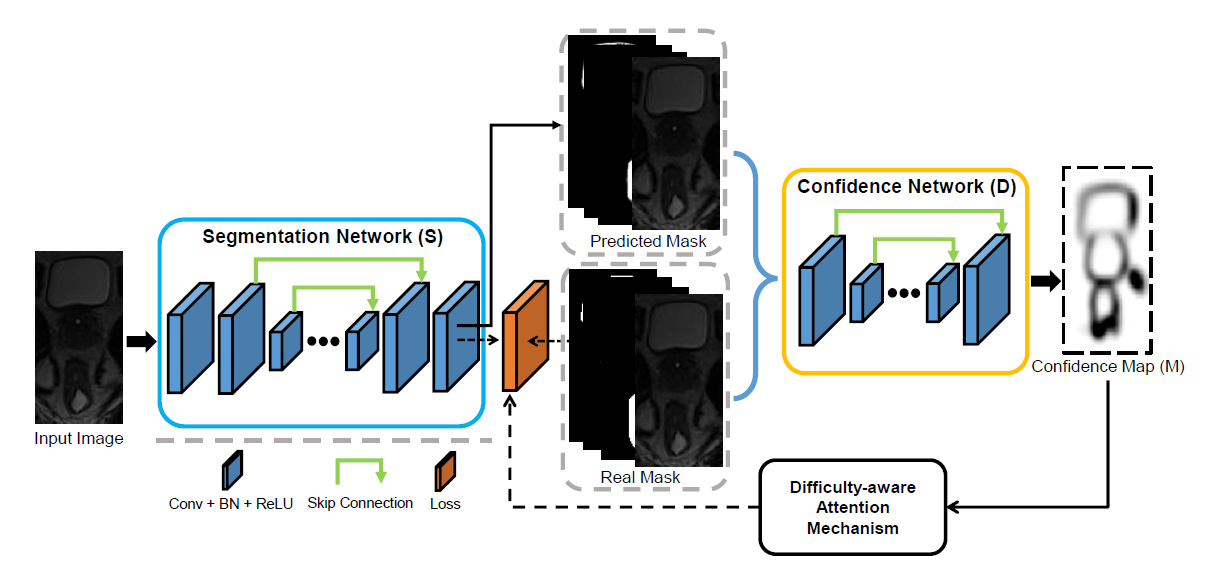 Predicted Mask
Confidence Network (D)
Segmentation Network (S)
Confidence Map (M)
Input Image
Real Mask
Conv + BN + ReLU
Skip Connection
Loss
Difficulty-aware
Attention
Mechanism